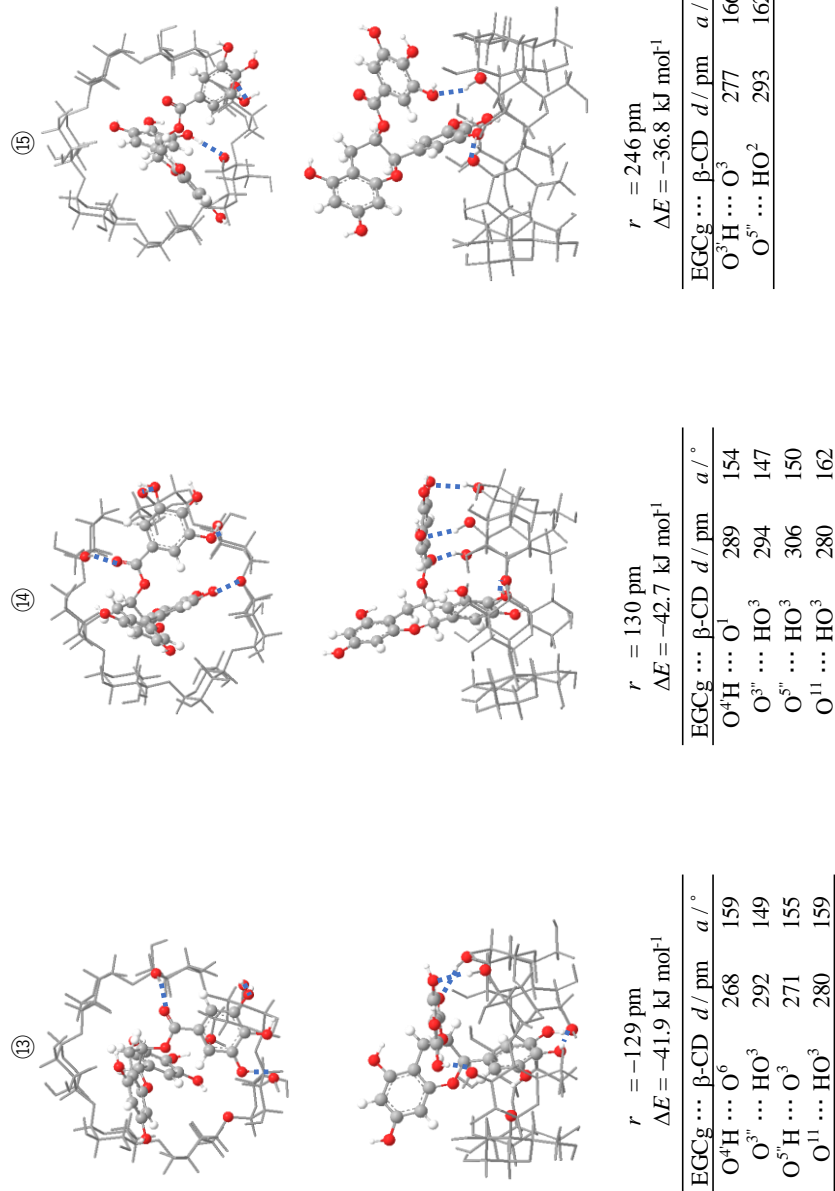 ⑬
r = −129 pm
ΔE = −41.9 kJ mol⁻¹
EGCg ··· β-CD d / pm a / °
O⁴'H ··· O⁶ 268 159
O³" ··· HO³ 292 149
O⁵"H ··· O³ 271 155
O¹¹ ··· HO³ 280 159
⑭
r = 130 pm
ΔE = −42.7 kJ mol⁻¹
EGCg ··· β-CD d / pm a / °
O⁴'H ··· O¹ 289 154
O³" ··· HO³ 294 147
O⁵" ··· HO³ 306 150
O¹¹ ··· HO³ 280 162
⑮
r = 246 pm
ΔE = −36.8 kJ mol⁻¹
EGCg ··· β-CD d / pm a /
O³'H ··· O³ 277
O⁵" ··· HO² 293